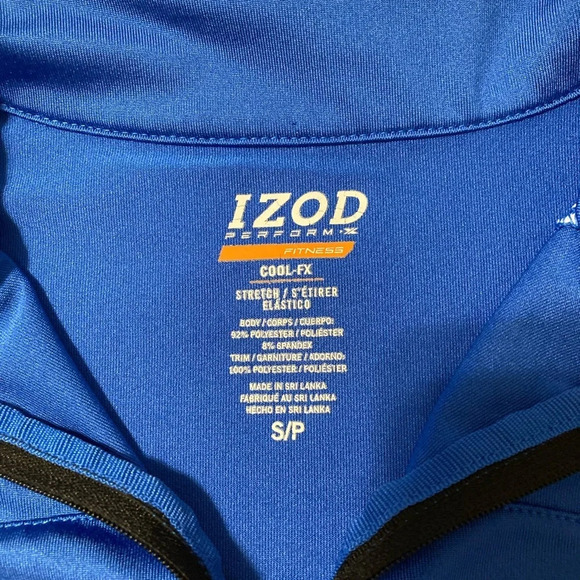 IZOD
PERFORM X
FITNESS
COOL-FX
STRETCH / S'ÉTIRER
ELÁSTICO
BODY / CORPS / CUERPO:
92% POLYESTER / POLIÉSTER
8% SPANDEX
TRIM / GARNITURE / ADORNO:
100% POLYESTER / POLIÉSTER
MADE IN SRI LANKA
FABRIQUÉ AU SRI LANKA
HECHO EN SRI LANKA
S/P